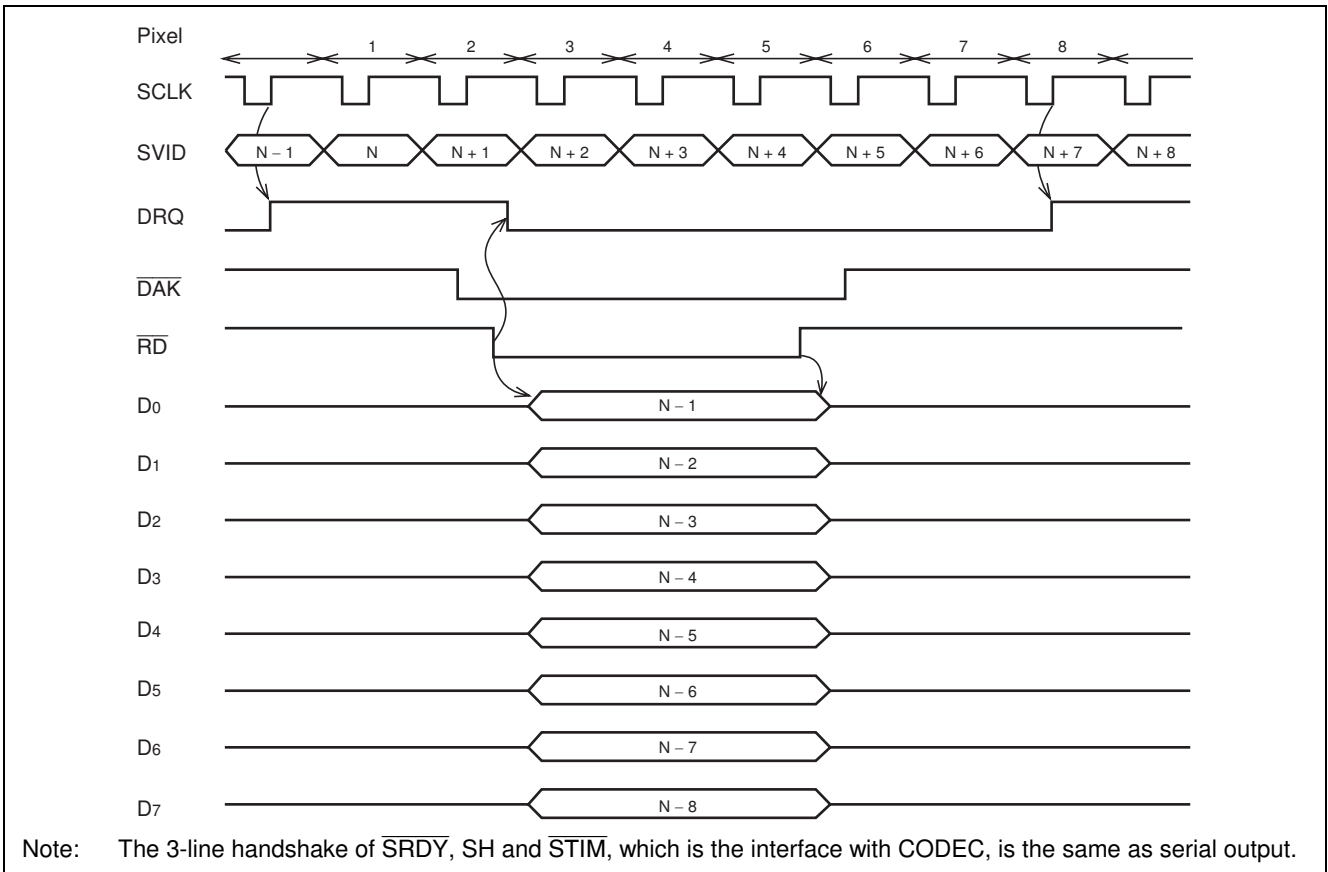 Pixel
1 2 3 4 5 6 7 8
SCLK
SVID N – 1 N N + 1 N + 2 N + 3 N + 4 N + 5 N + 6 N + 7 N + 8
DRQ
DAK
RD
D0 N – 1
D1 N – 2
D2 N – 3
D3 N – 4
D4 N – 5
D5 N – 6
D6 N – 7
D7 N – 8
Note: The 3-line handshake of SRDY, SH and STIM, which is the interface with CODEC, is the same as serial output.